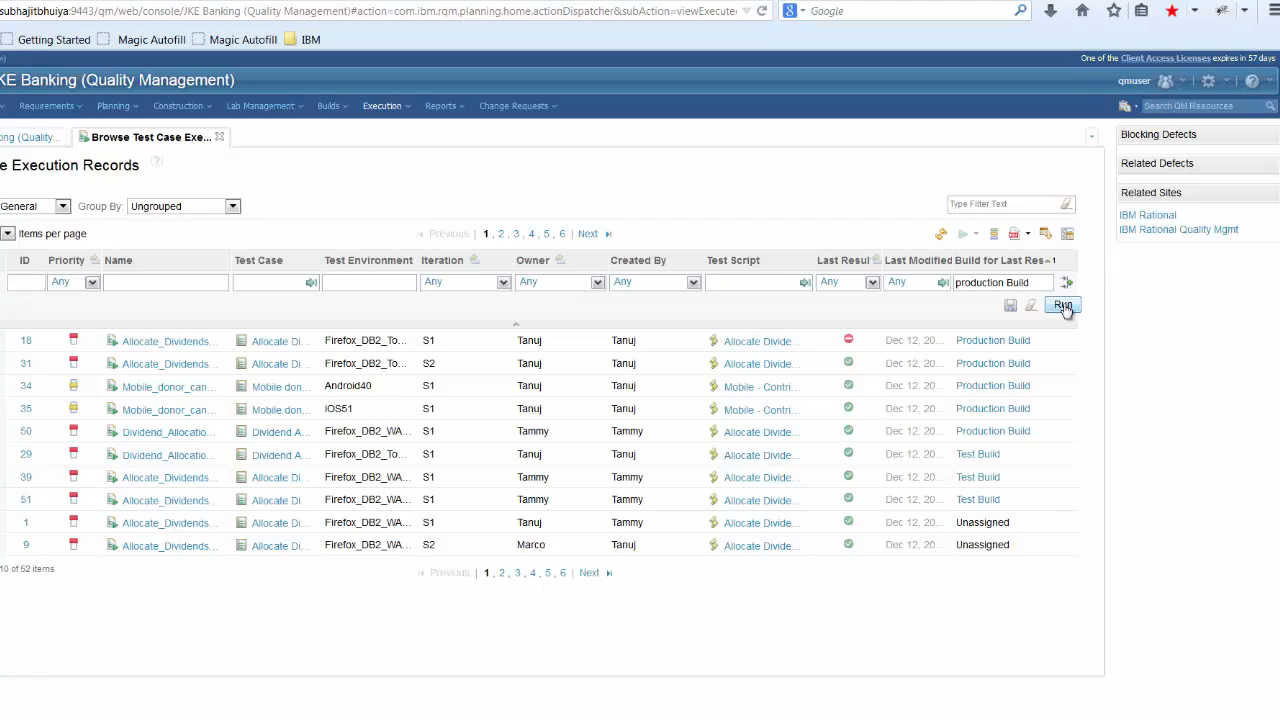 subhajitbhuiya:9443/qm/web/console/JKE Banking (Quality Management)#action=com.ibm.rqm.planning.home.actionDispatcher&subAction=viewExecute Google
Getting Started Magic Autofill Magic Autofill IBM
One of the Client Access Licenses expires in 57 days
KE Banking (Quality Management) qmuser
Requirements Planning Construction Lab Management Builds Execution Reports Change Requests Search QM Resources
ing (Quality... Browse Test Case Exe... Blocking Defects
e Execution Records ?
Related Defects
Related Sites
General Group By: Ungrouped Type Filter Text
IBM Rational
IBM Rational Quality Mgmt
Items per page Previous | 1 , 2 , 3 , 4 , 5 , 6 | Next
ID Priority Name Test Case Test Environment Iteration Owner Created By Test Script Last Resul Last Modified Build for Last Res 1
Any Any Any Any Any Any production Build
Run
18 Allocate_Dividends... Allocate Di... Firefox_DB2_To... S1 Tanuj Tanuj Allocate Divide... Dec 12, 20... Production Build
31 Allocate_Dividends... Allocate Di... Firefox_DB2_To... S2 Tanuj Tanuj Allocate Divide... Dec 12, 20... Production Build
34 Mobile_donor_can... Mobile don... Android40 S1 Tanuj Tanuj Mobile - Contri... Dec 12, 20... Production Build
35 Mobile_donor_can... Mobile don... iOS51 S1 Tanuj Tanuj Mobile - Contri... Dec 12, 20... Production Build
50 Dividend_Allocatio... Dividend A... Firefox_DB2_WA... S1 Tammy Tammy Allocate Divide... Dec 12, 20... Production Build
29 Dividend_Allocatio... Dividend A... Firefox_DB2_To... S1 Tanuj Tanuj Allocate Divide... Dec 12, 20... Test Build
39 Allocate_Dividends... Allocate Di... Firefox_DB2_WA... S1 Tammy Tammy Allocate Divide... Dec 12, 20... Test Build
51 Allocate_Dividends... Allocate Di... Firefox_DB2_WA... S1 Tammy Tammy Allocate Divide... Dec 12, 20... Test Build
1 Allocate_Dividends... Allocate Di... Firefox_DB2_WA... S1 Tanuj Tammy Allocate Divide... Dec 12, 20... Unassigned
9 Allocate_Dividends... Allocate Di... Firefox_DB2_WA... S2 Marco Tanuj Allocate Divide... Dec 12, 20... Unassigned
10 of 52 items Previous | 1 , 2 , 3 , 4 , 5 , 6 | Next